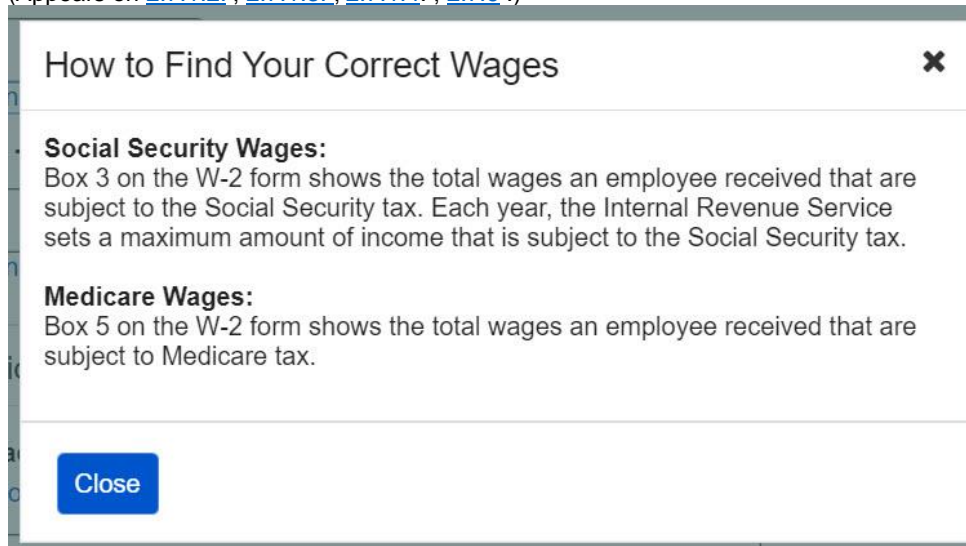 How to Find Your Correct Wages
Social Security Wages:
Box 3 on the W-2 form shows the total wages an employee received that are
subject to the Social Security tax. Each year, the Internal Revenue Service
sets a maximum amount of income that is subject to the Social Security tax.
Medicare Wages:
Box 5 on the W-2 form shows the total wages an employee received that are
subject to Medicare tax.
Close